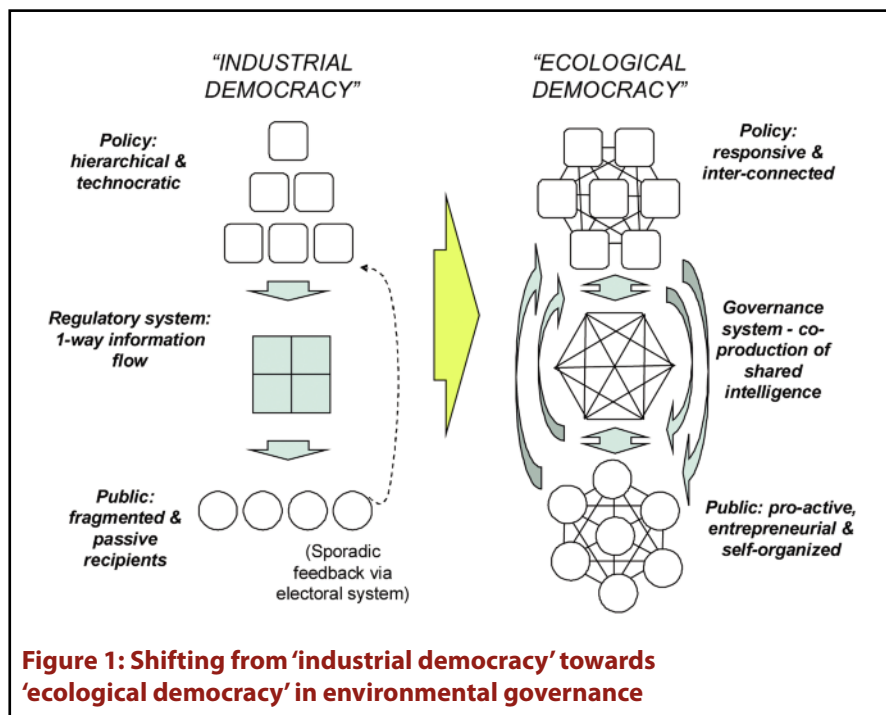 "INDUSTRIAL
DEMOCRACY"
Policy:
hierarchical &
technocratic
Regulatory system:
1-way information
flow
Public:
fragmented &
passive
recipients
(Sporadic
feedback via
electoral system)
"ECOLOGICAL
DEMOCRACY"
Policy:
responsive &
inter-connected
Governance
system - co-
production of
shared
intelligence
Public: pro-active,
entrepreneurial &
self-organized
Figure 1: Shifting from 'industrial democracy' towards
'ecological democracy' in environmental governance